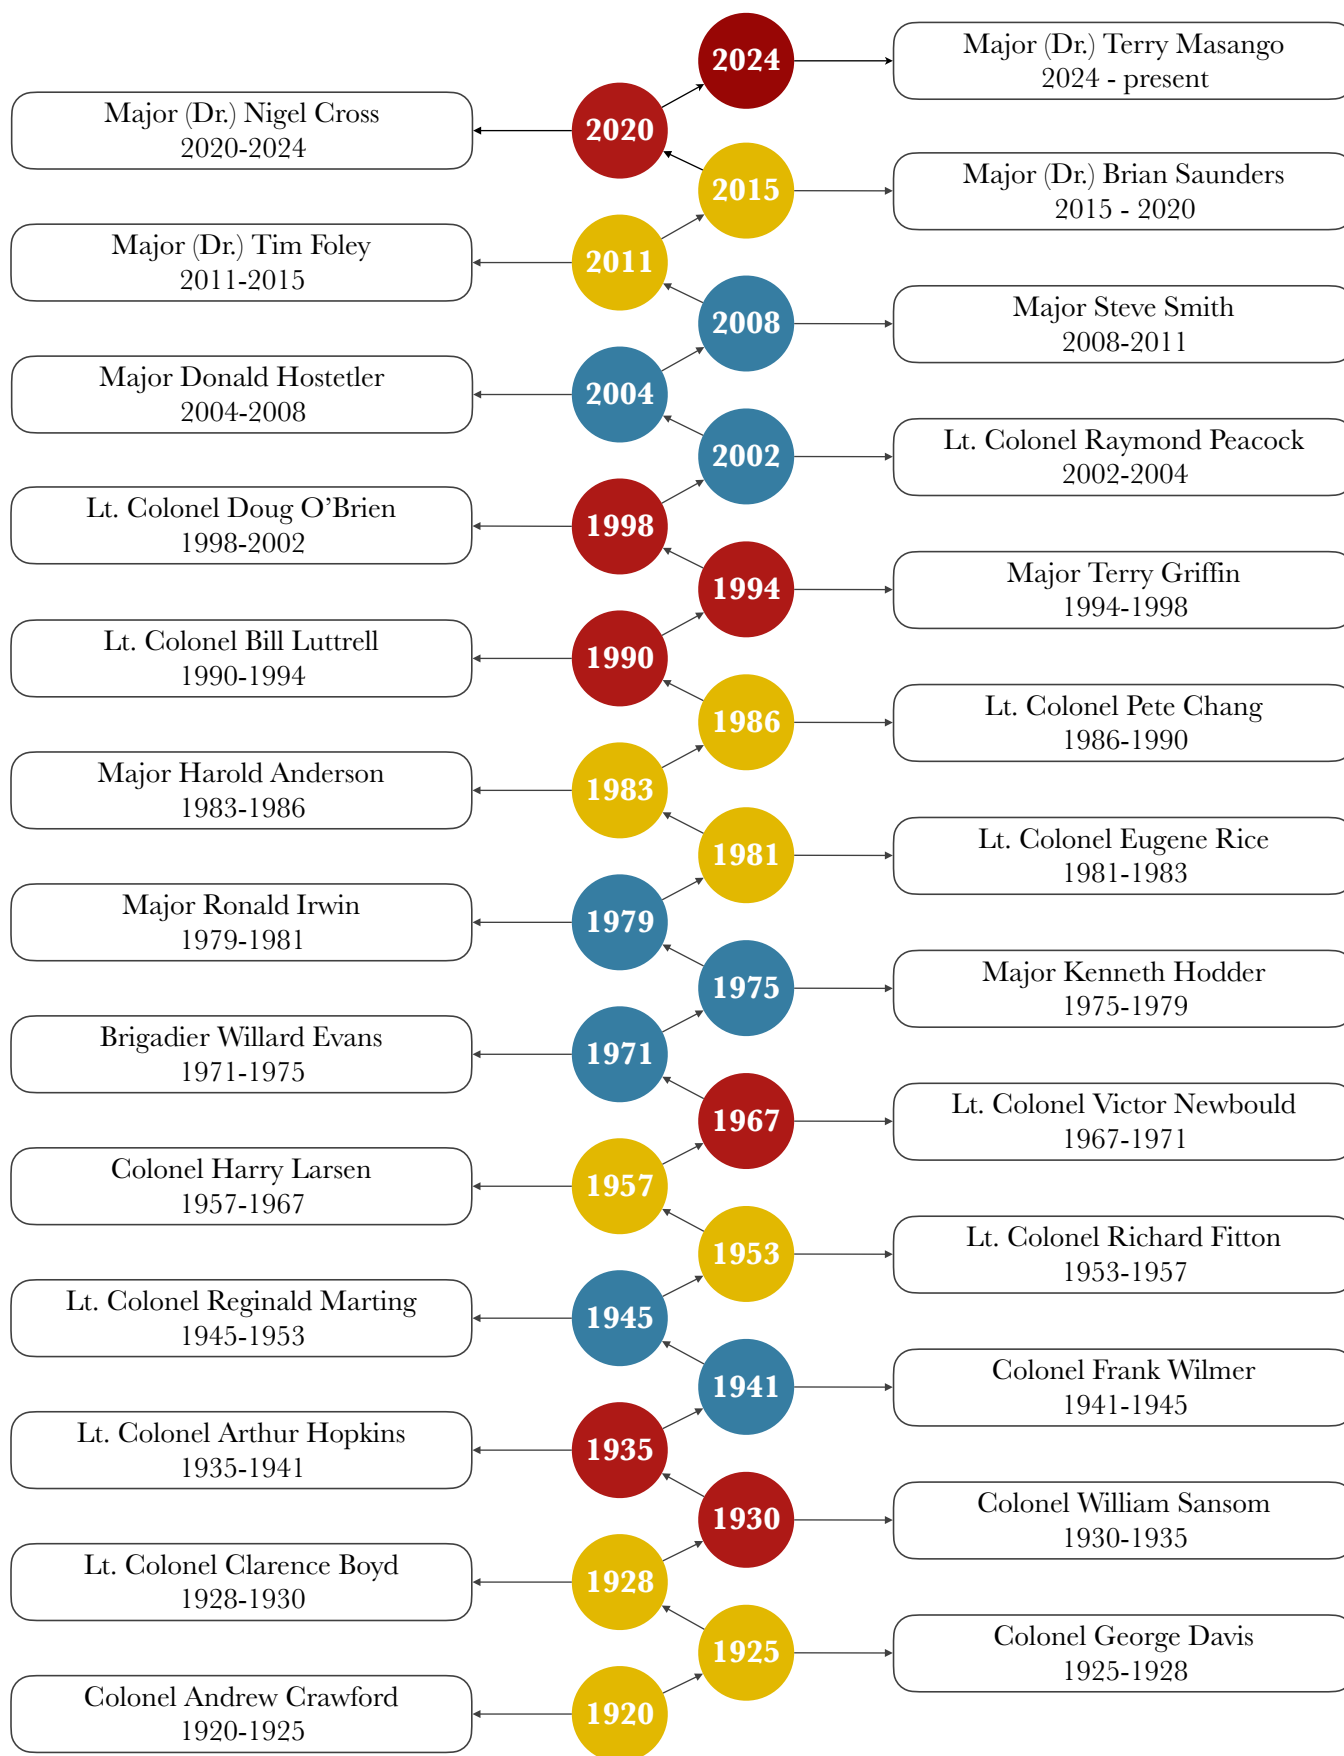 2024
Major (Dr.) Terry Masango
2024 - present
Major (Dr.) Nigel Cross
2020-2024
2020
2015
Major (Dr.) Brian Saunders
2015 - 2020
Major (Dr.) Tim Foley
2011-2015
2011
2008
Major Steve Smith
2008-2011
Major Donald Hostetler
2004-2008
2004
2002
Lt. Colonel Raymond Peacock
2002-2004
Lt. Colonel Doug O’Brien
1998-2002
1998
1994
Major Terry Griffin
1994-1998
Lt. Colonel Bill Luttrell
1990-1994
1990
1986
Lt. Colonel Pete Chang
1986-1990
Major Harold Anderson
1983-1986
1983
1981
Lt. Colonel Eugene Rice
1981-1983
Major Ronald Irwin
1979-1981
1979
1975
Major Kenneth Hodder
1975-1979
Brigadier Willard Evans
1971-1975
1971
1967
Lt. Colonel Victor Newbould
1967-1971
Colonel Harry Larsen
1957-1967
1957
1953
Lt. Colonel Richard Fitton
1953-1957
Lt. Colonel Reginald Marting
1945-1953
1945
1941
Colonel Frank Wilmer
1941-1945
Lt. Colonel Arthur Hopkins
1935-1941
1935
1930
Colonel William Sansom
1930-1935
Lt. Colonel Clarence Boyd
1928-1930
1928
1925
Colonel George Davis
1925-1928
Colonel Andrew Crawford
1920-1925
1920